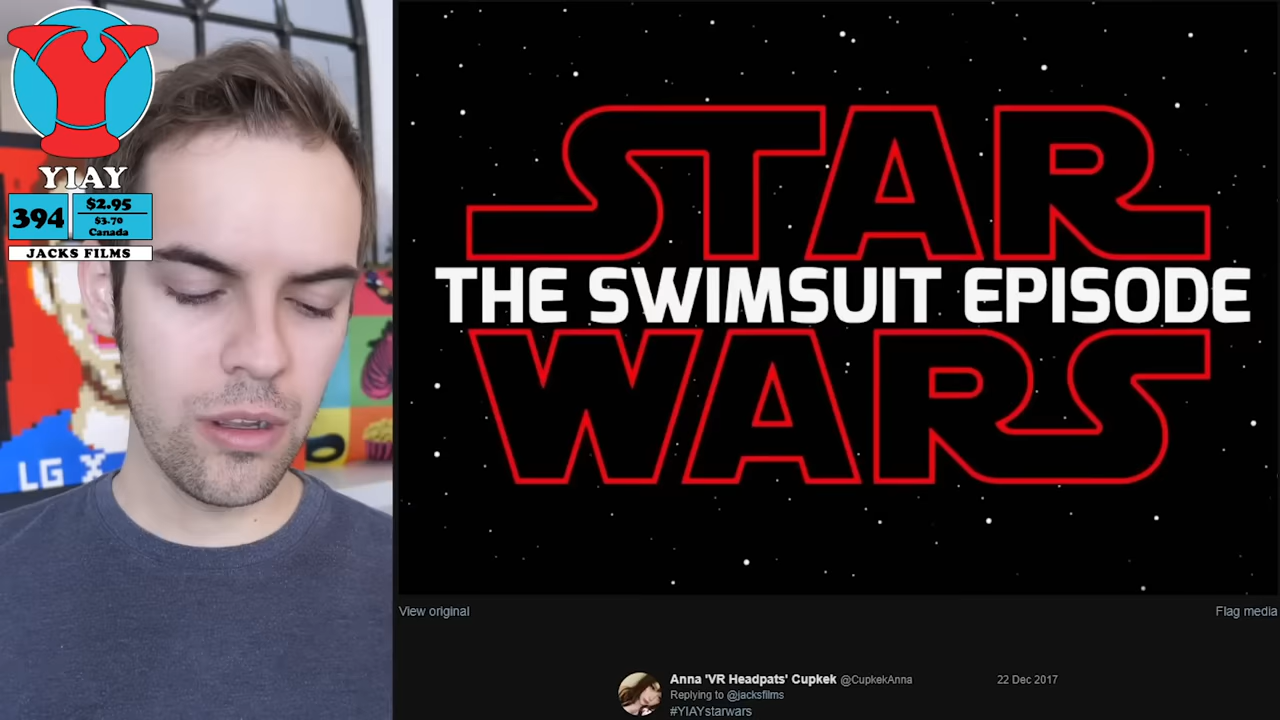 YIAY
394
$2.95
$3.70
Canada
JACKS FILMS
LG X
STAR
THE SWIMSUIT EPISODE
WARS
View original
Flag media
Anna 'VR Headpats' Cupkek @CupkekAnna
22 Dec 2017
Replying to @jacksfilms
#YIAYstarwars